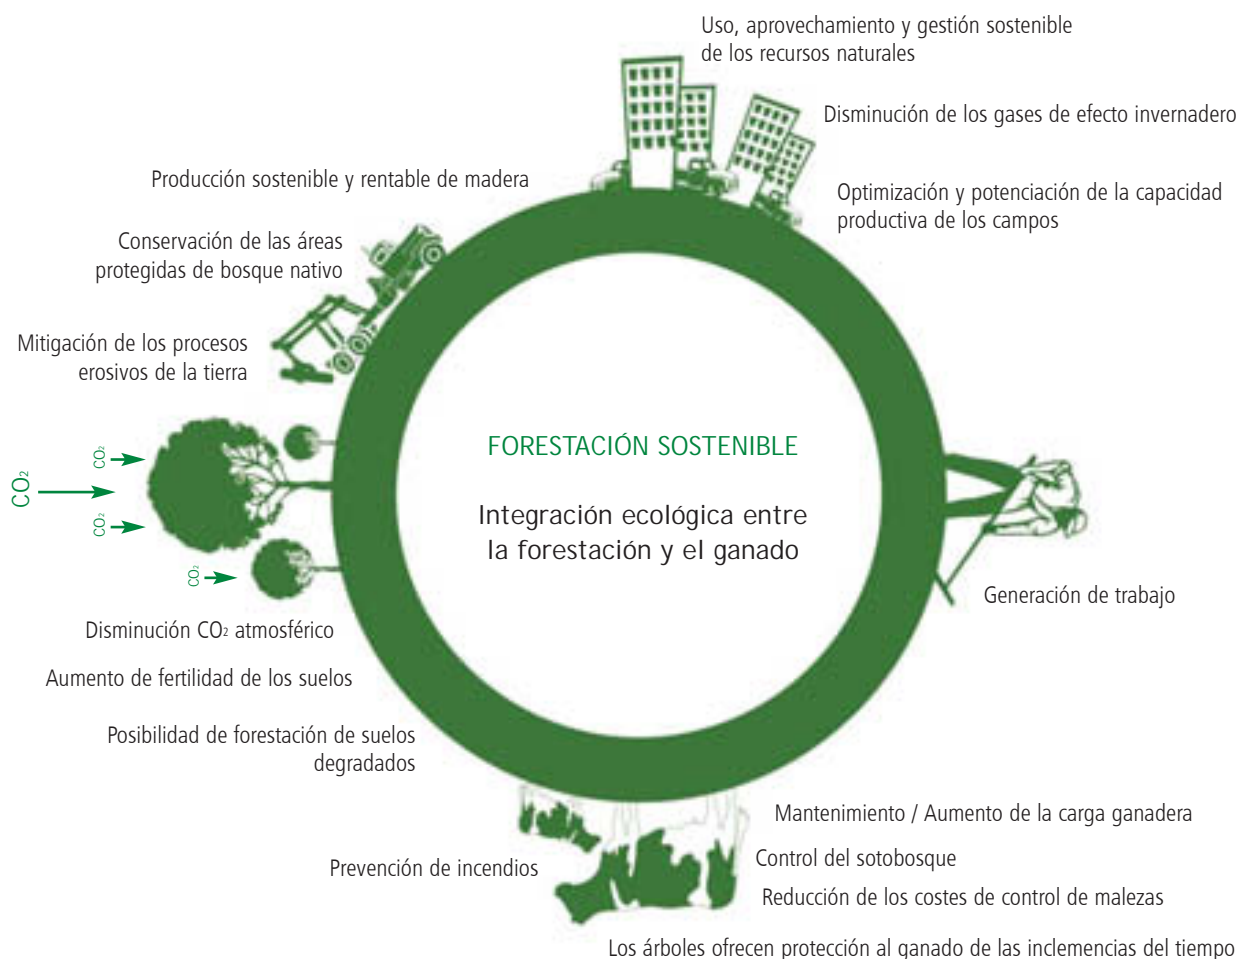 Uso, aprovechamiento y gestión sostenible
de los recursos naturales
Disminución de los gases de efecto invernadero
Producción sostenible y rentable de madera
Optimización y potenciación de la capacidad
productiva de los campos
Conservación de las áreas
protegidas de bosque nativo
Mitigación de los procesos
erosivos de la tierra
CO₂
CO₂
CO₂
CO₂
FORESTACIÓN SOSTENIBLE
Integración ecológica entre
la forestación y el ganado
Generación de trabajo
Disminución CO₂ atmosférico
Aumento de fertilidad de los suelos
Posibilidad de forestación de suelos
degradados
Mantenimiento / Aumento de la carga ganadera
Prevención de incendios
Control del sotobosque
Reducción de los costes de control de malezas
Los árboles ofrecen protección al ganado de las inclemencias del tiempo